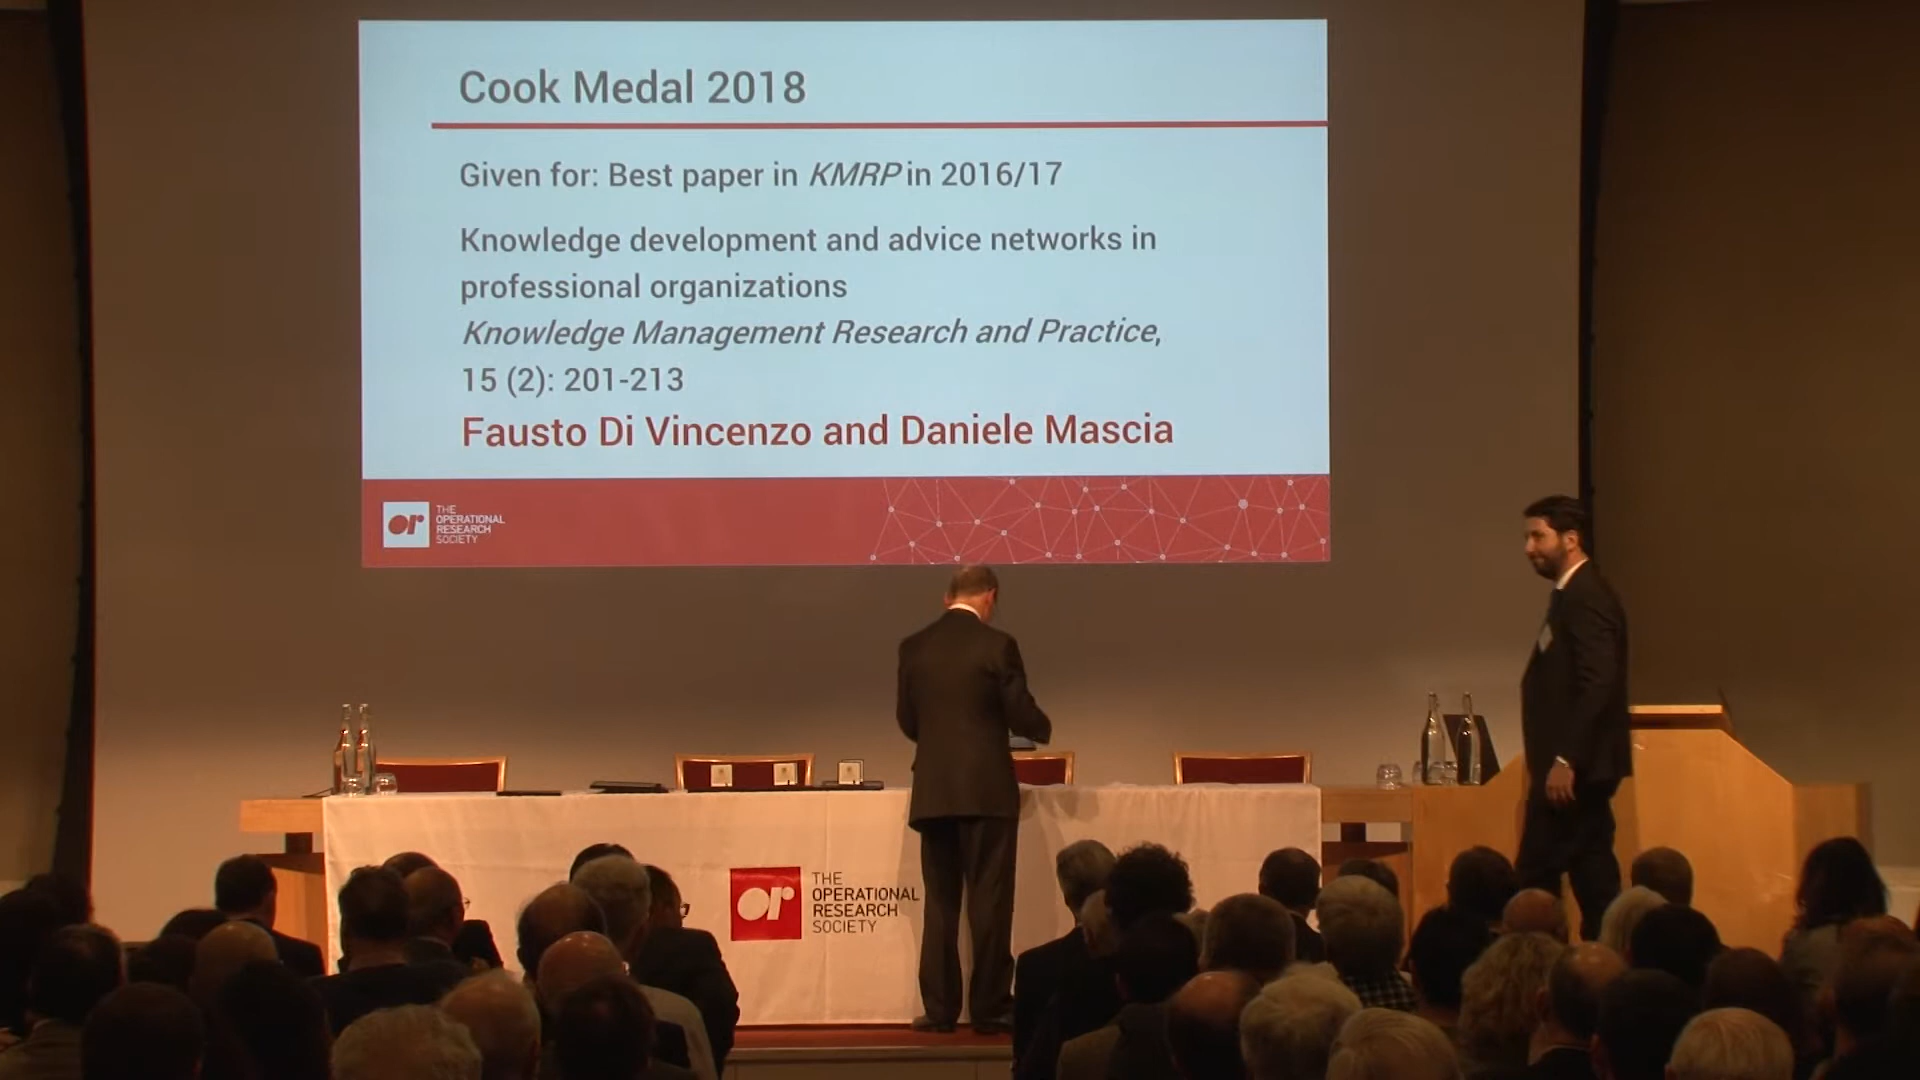 Cook Medal 2018
Given for: Best paper in KMRP in 2016/17
Knowledge development and advice networks in
professional organizations
Knowledge Management Research and Practice,
15 (2): 201-213
Fausto Di Vincenzo and Daniele Mascia
or
THE
OPERATIONAL
RESEARCH
SOCIETY
or
THE
OPERATIONAL
RESEARCH
SOCIETY